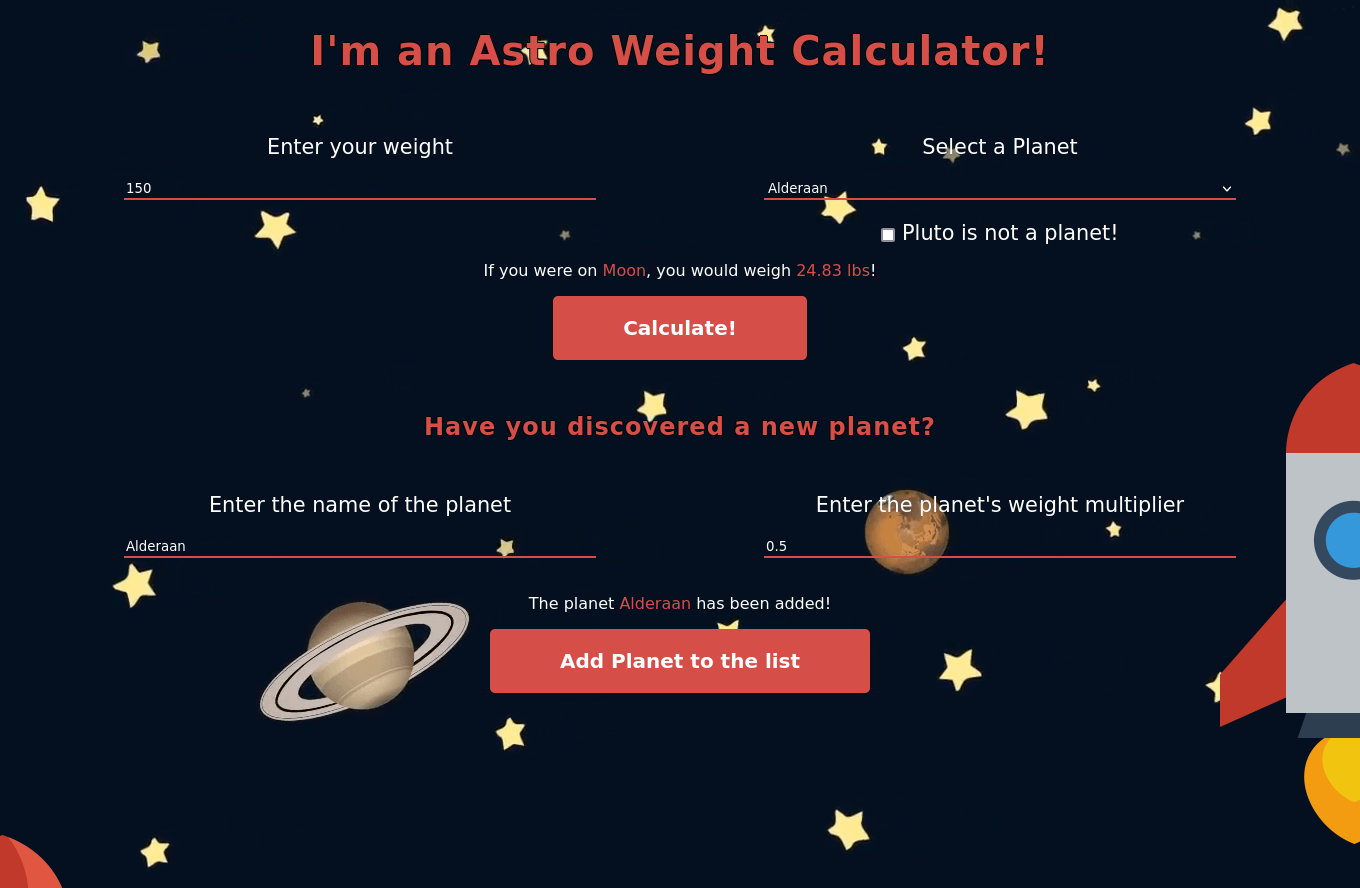 I'm an Astro Weight Calculator!
Enter your weight
Select a Planet
150
Alderaan
Pluto is not a planet!
If you were on Moon, you would weigh 24.83 lbs!
Calculate!
Have you discovered a new planet?
Enter the name of the planet
Enter the planet's weight multiplier
Alderaan
0.5
The planet Alderaan has been added!
Add Planet to the list